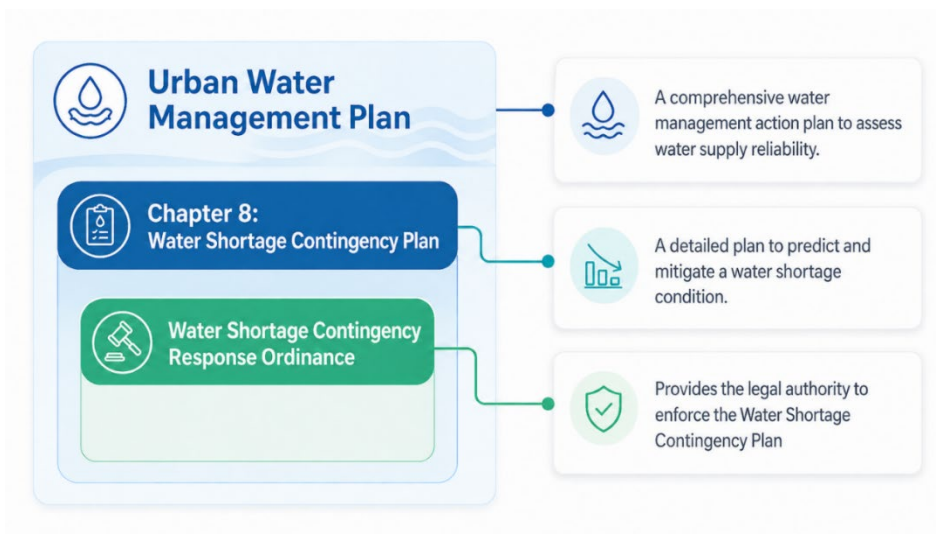 Urban Water
Management Plan
A comprehensive water
management action plan to assess
water supply reliability.
Chapter 8:
Water Shortage Contingency Plan
A detailed plan to predict and
mitigate a water shortage
condition.
Water Shortage Contingency
Response Ordinance
Provides the legal authority to
enforce the Water Shortage
Contingency Plan